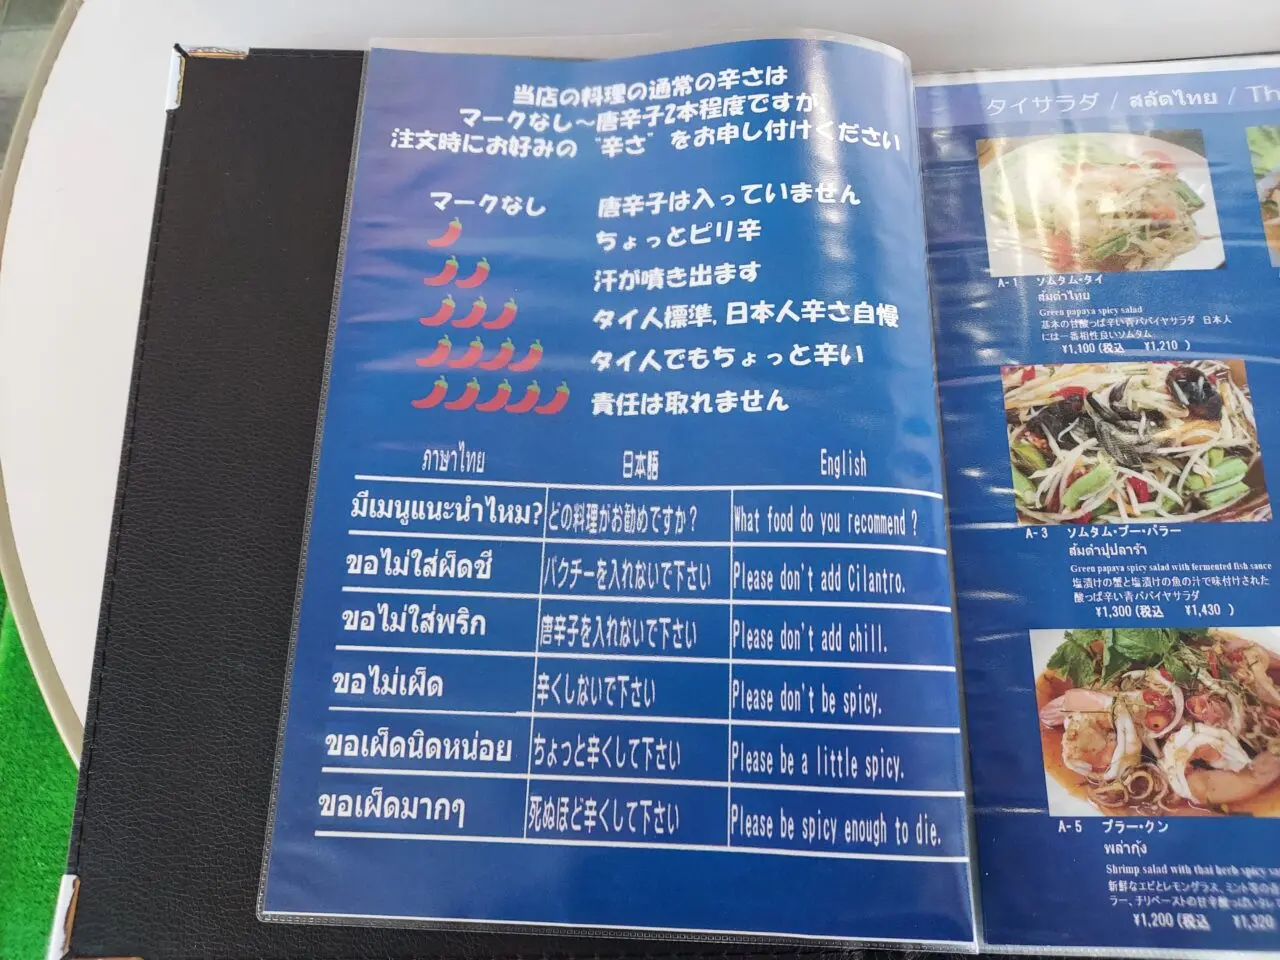 当店の料理の通常の辛さは
マークなし〜唐辛子2本程度ですが
注文時にお好みの "辛さ" をお申し付けください
マークなし 唐辛子は入っていません
ちょっとピリ辛
汗が噴き出ます
タイ人標準, 日本人辛さ自慢
タイ人でもちょっと辛い
責任は取れません
ภาษาไทย 日本語 English
มีเมนูแนะนำไหม? どの料理がお勧めですか? What food do you recommend ?
ขอไม่ใส่ผ็ดชี パクチーを入れないで下さい Please don't add Cilantro.
ขอไม่ใส่พริก 唐辛子を入れないで下さい Please don't add chill.
ขอไม่เผ็ด 辛くしないで下さい Please don't be spicy.
ขอเผ็ดนิดหน่อย ちょっと辛くして下さい Please be a little spicy.
ขอเผ็ดมากๆ 死ぬほど辛くして下さい Please be spicy enough to die.
タイサラダ / สลัดไทย / Th
A-1 ソムタム・タイ
ส้มตำไทย
Green papaya spicy salad
基本の甘酸っぱ辛い青パパイヤサラダ 日本人
には一番相性良いソムタム
¥1,100(税込 ¥1,210 )
A-3 ソムタム・プー・パラー
ส้มตำปูปลาร้า
Green papaya spicy salad with fermented fish sauce
塩漬けの蟹と塩漬けの魚の汁で味付けされた
酸っぱ辛い青パパイヤサラダ
¥1,300(税込 ¥1,430 )
A-5 プラー・クン
พล่ากุ้ง
Shrimp salad with thai herb spicy
新鮮なエビとレモングラス、ミント等の
ラー、チリペーストの甘辛酸っぱいタレ
¥1,200(税込 ¥1,320